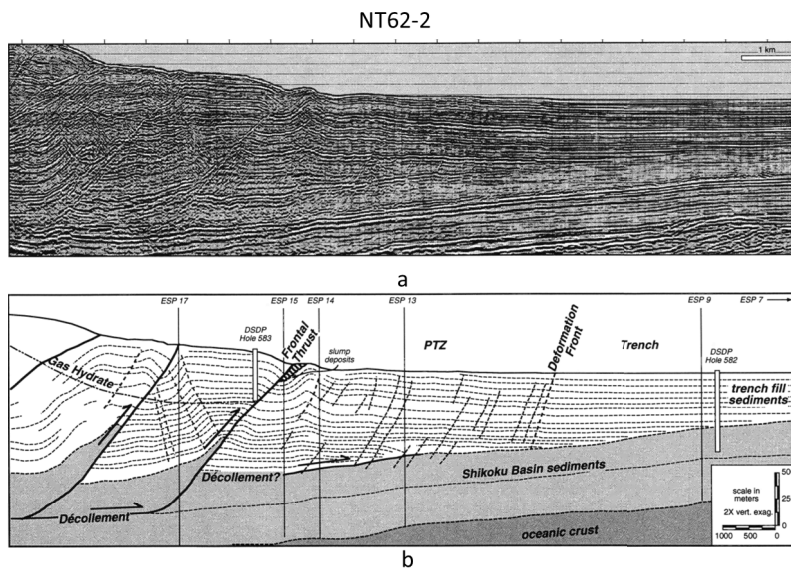 NT62-2
1 km
a
ESP 17
ESP 15
ESP 14
ESP 13
ESP 9
ESP 7
DSDP
Hole 583
Frontal
Thrust
slump
deposits
PTZ
Deformation
Front
Trench
DSDP
Hole 582
Gas Hydrate
trench fill
sediments
Décollement?
Shikoku Basin sediments
Décollement
oceanic crust
scale in
meters
2X vert. exag.
1000 500 0
0
b